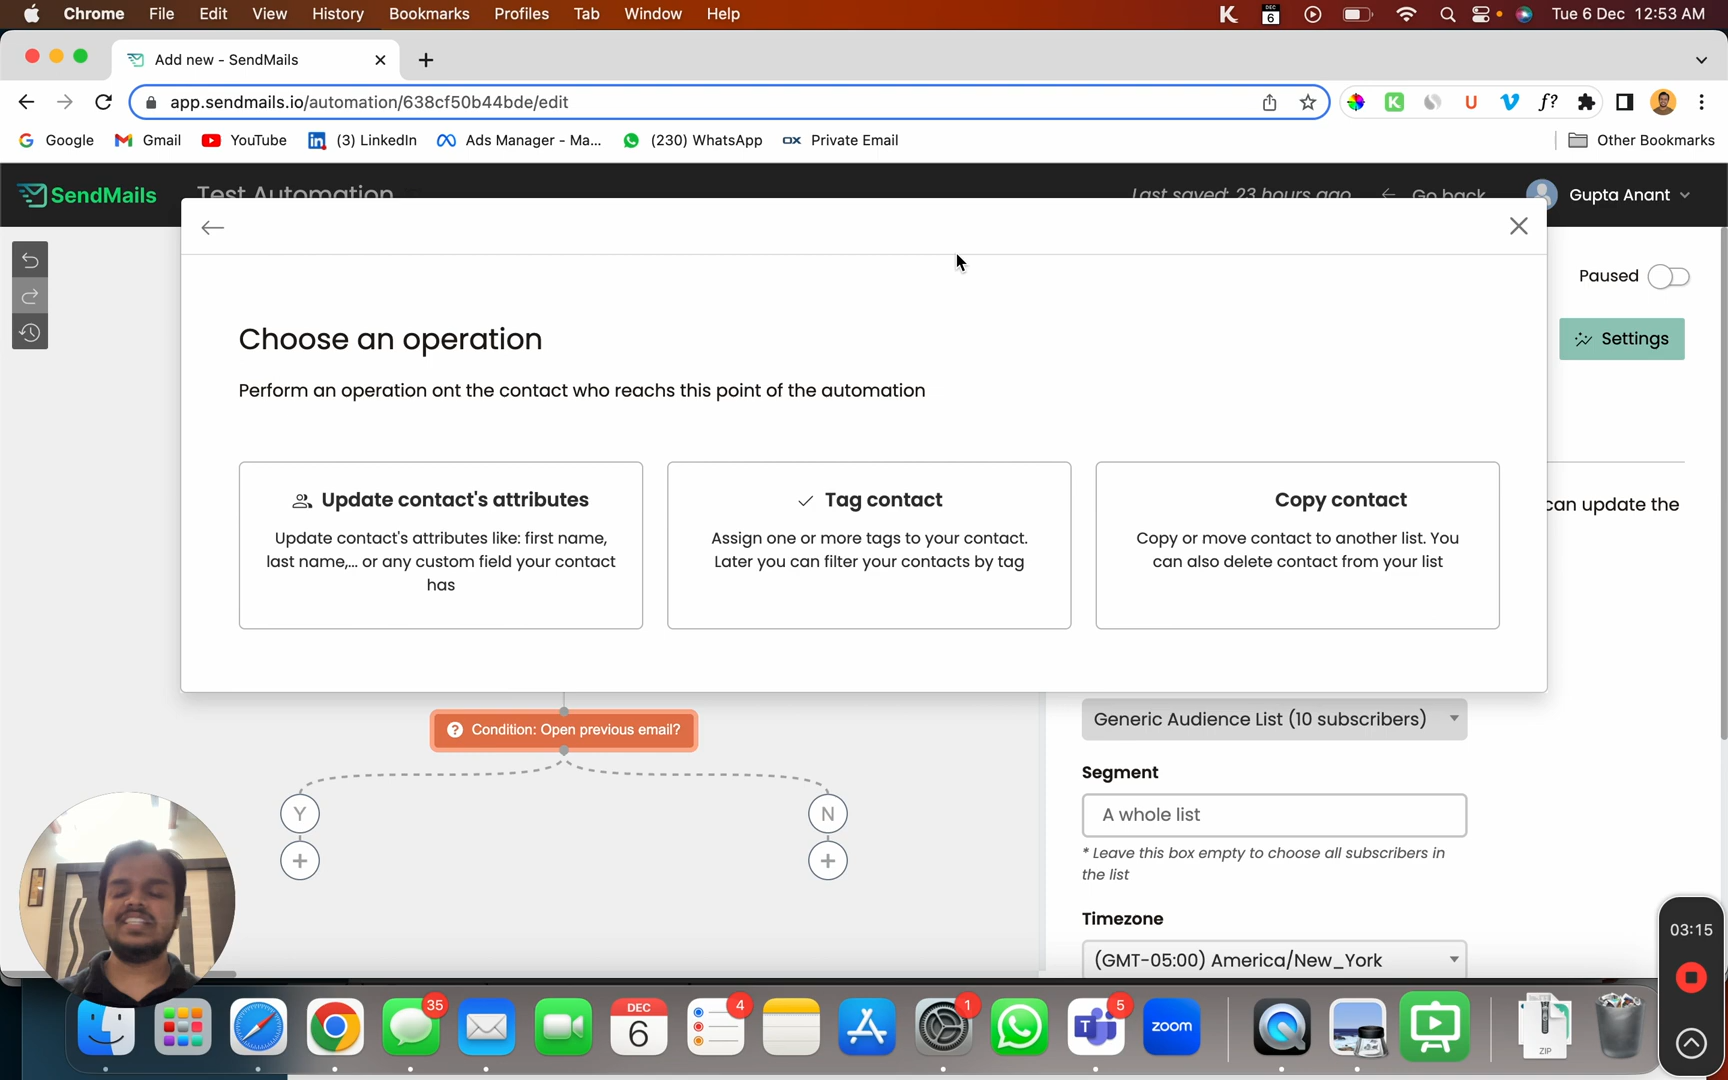 Chrome File Edit View History Bookmarks Profiles Tab Window Help
DEC 6
Tue 6 Dec 12:53 AM
Add new - SendMails
app.sendmails.io/automation/638cf50b44bde/edit
Google Gmail YouTube (3) LinkedIn Ads Manager - Ma... (230) WhatsApp OX Private Email Other Bookmarks
SendMails Test Automation Last saved: 23 hours ago Go back Gupta Anant
Paused
Settings
Choose an operation
Perform an operation ont the contact who reachs this point of the automation
Update contact's attributes
Update contact's attributes like: first name,
last name,... or any custom field your contact
has
Tag contact
Assign one or more tags to your contact.
Later you can filter your contacts by tag
Copy contact
Copy or move contact to another list. You
can also delete contact from your list
can update the
Condition: Open previous email?
Y
N
Generic Audience List (10 subscribers)
Segment
A whole list
* Leave this box empty to choose all subscribers in
the list
Timezone
(GMT-05:00) America/New_York
03:15
35
DEC
6
4
1
5
zoom
ZIP